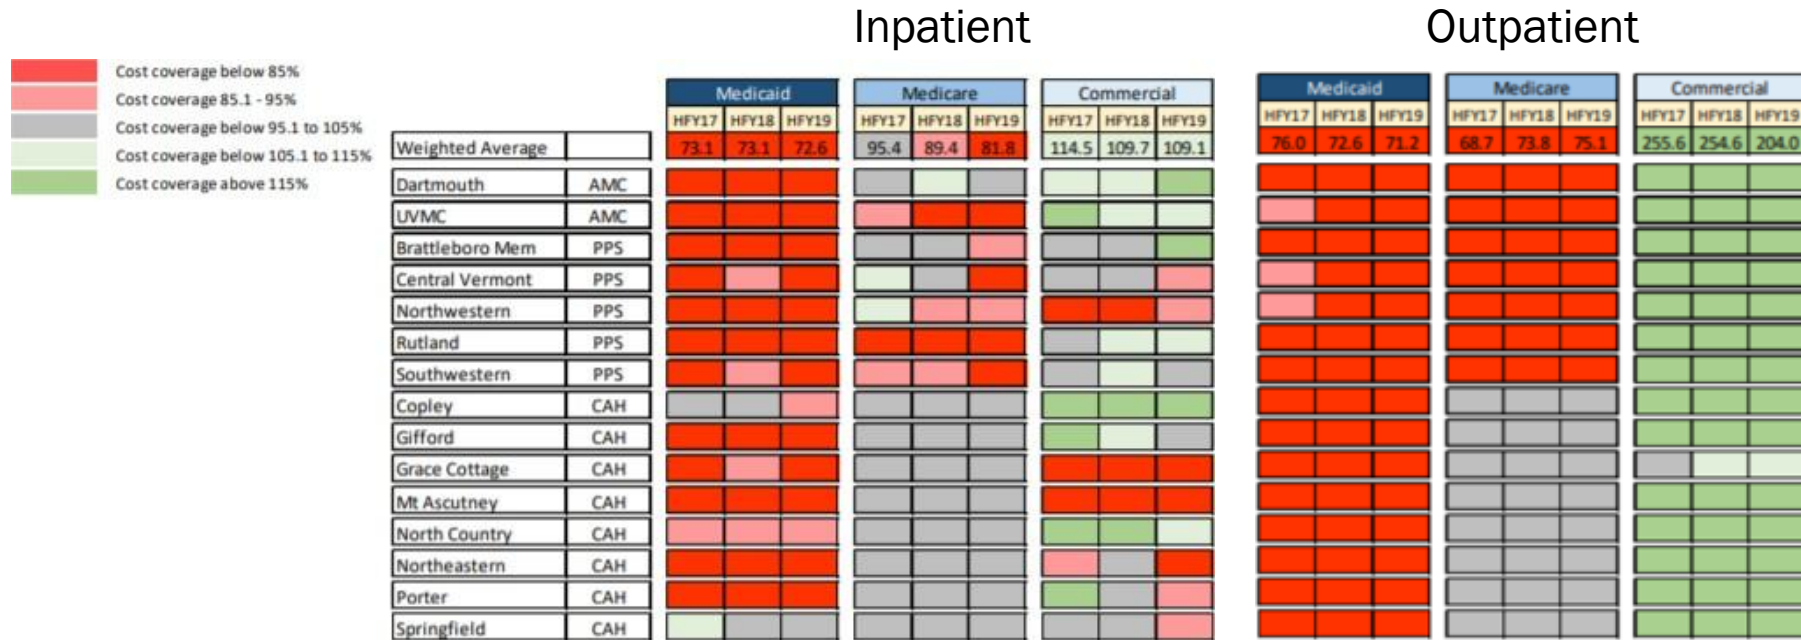 Inpatient
Outpatient
Cost coverage below 85%
Cost coverage 85.1 - 95%
Cost coverage below 95.1 to 105%
Cost coverage below 105.1 to 115%
Cost coverage above 115%
Medicaid Medicare Commercial Medicaid Medicare Commercial
HFY17 HFY18 HFY19 HFY17 HFY18 HFY19 HFY17 HFY18 HFY19 HFY17 HFY18 HFY19 HFY17 HFY18 HFY19 HFY17 HFY18 HFY19
Weighted Average 73.1 73.1 72.6 95.4 89.4 81.8 114.5 109.7 109.1 76.0 72.6 71.2 68.7 73.8 75.1 255.6 254.6 204.0
Dartmouth AMC
UVMC AMC
Brattleboro Mem PPS
Central Vermont PPS
Northwestern PPS
Rutland PPS
Southwestern PPS
Copley CAH
Gifford CAH
Grace Cottage CAH
Mt Ascutney CAH
North Country CAH
Northeastern CAH
Porter CAH
Springfield CAH